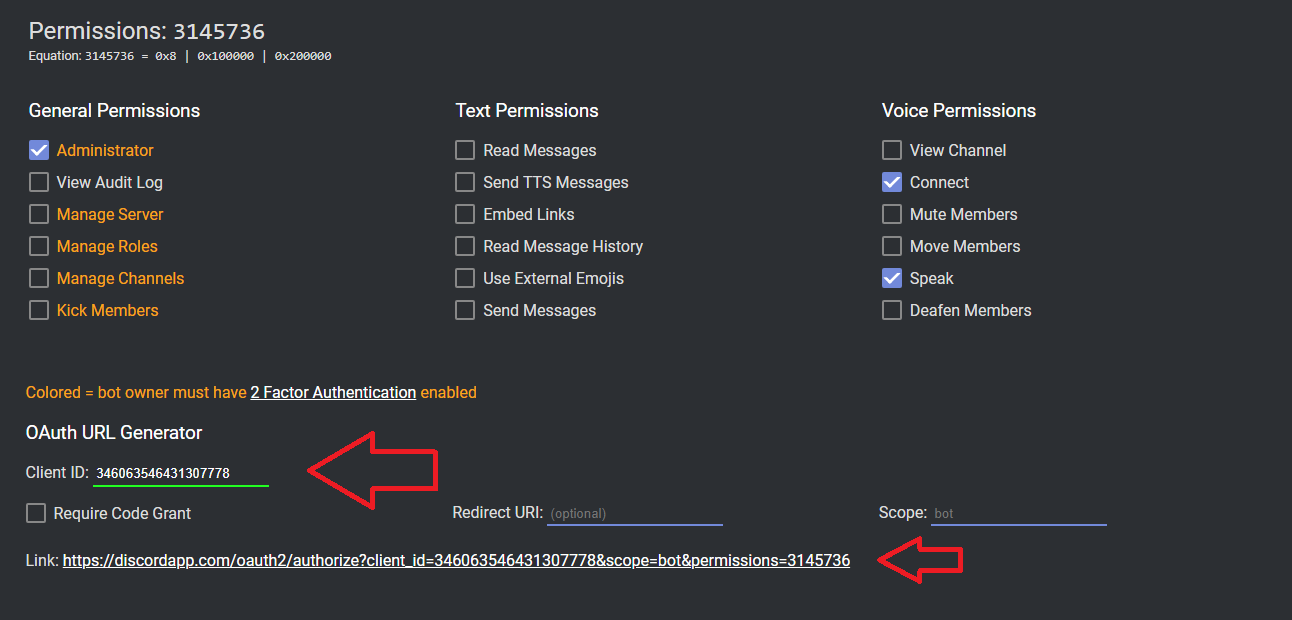 Permissions: 3145736
Equation: 3145736 = 0x8 | 0x100000 | 0x200000
General Permissions
Administrator
View Audit Log
Manage Server
Manage Roles
Manage Channels
Kick Members
Text Permissions
Read Messages
Send TTS Messages
Embed Links
Read Message History
Use External Emojis
Send Messages
Voice Permissions
View Channel
Connect
Mute Members
Move Members
Speak
Deafen Members
Colored = bot owner must have 2 Factor Authentication enabled
OAuth URL Generator
Client ID: 346063546431307778
Require Code Grant
Redirect URI: (optional)
Scope: bot
Link: https://discordapp.com/oauth2/authorize?client_id=346063546431307778&scope=bot&permissions=3145736